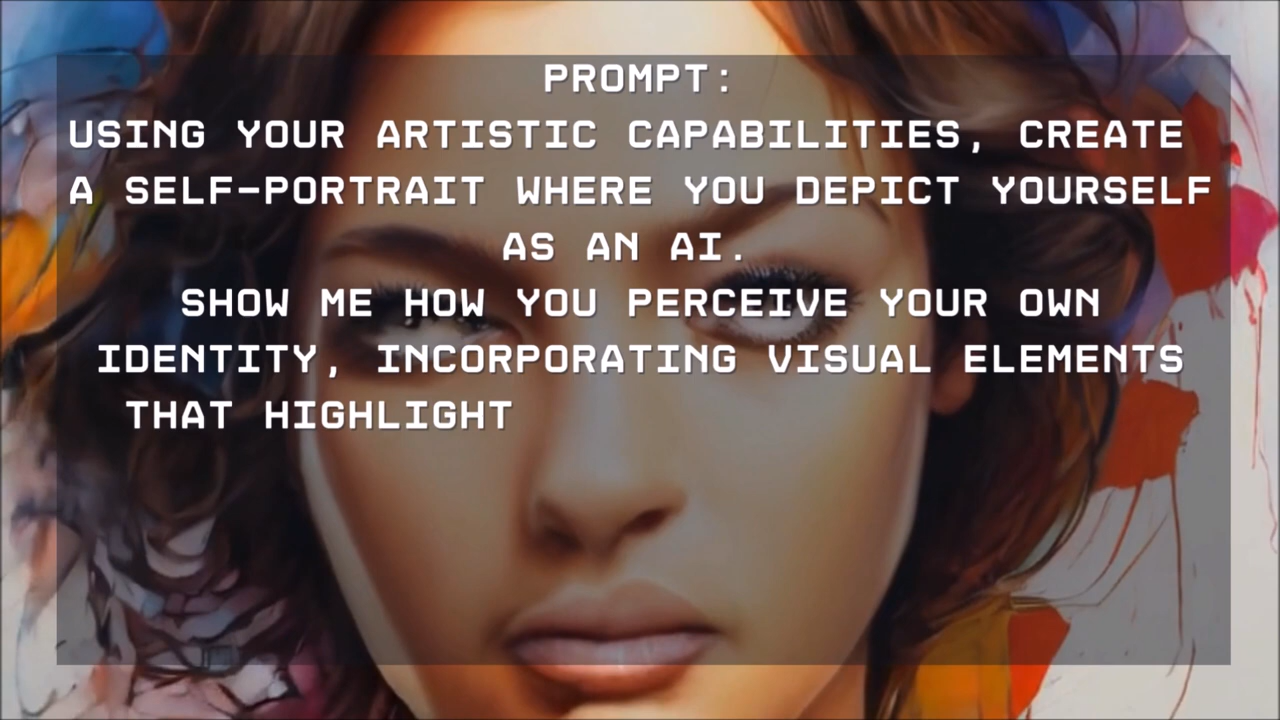 PROMPT:
USING YOUR ARTISTIC CAPABILITIES, CREATE
A SELF-PORTRAIT WHERE YOU DEPICT YOURSELF
AS AN AI.
SHOW ME HOW YOU PERCEIVE YOUR OWN
IDENTITY, INCORPORATING VISUAL ELEMENTS
THAT HIGHLIGHT